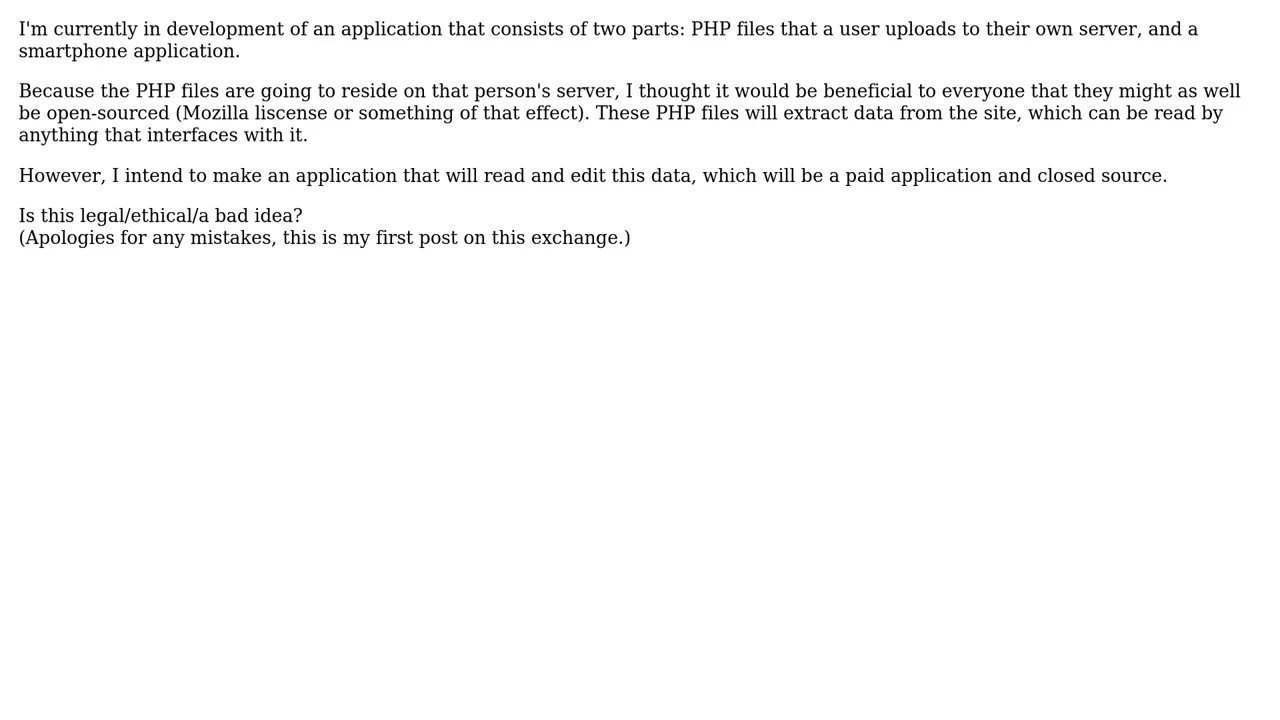 I'm currently in development of an application that consists of two parts: PHP files that a user uploads to their own server, and a
smartphone application.
Because the PHP files are going to reside on that person's server, I thought it would be beneficial to everyone that they might as well
be open-sourced (Mozilla liscense or something of that effect). These PHP files will extract data from the site, which can be read by
anything that interfaces with it.
However, I intend to make an application that will read and edit this data, which will be a paid application and closed source.
Is this legal/ethical/a bad idea?
(Apologies for any mistakes, this is my first post on this exchange.)